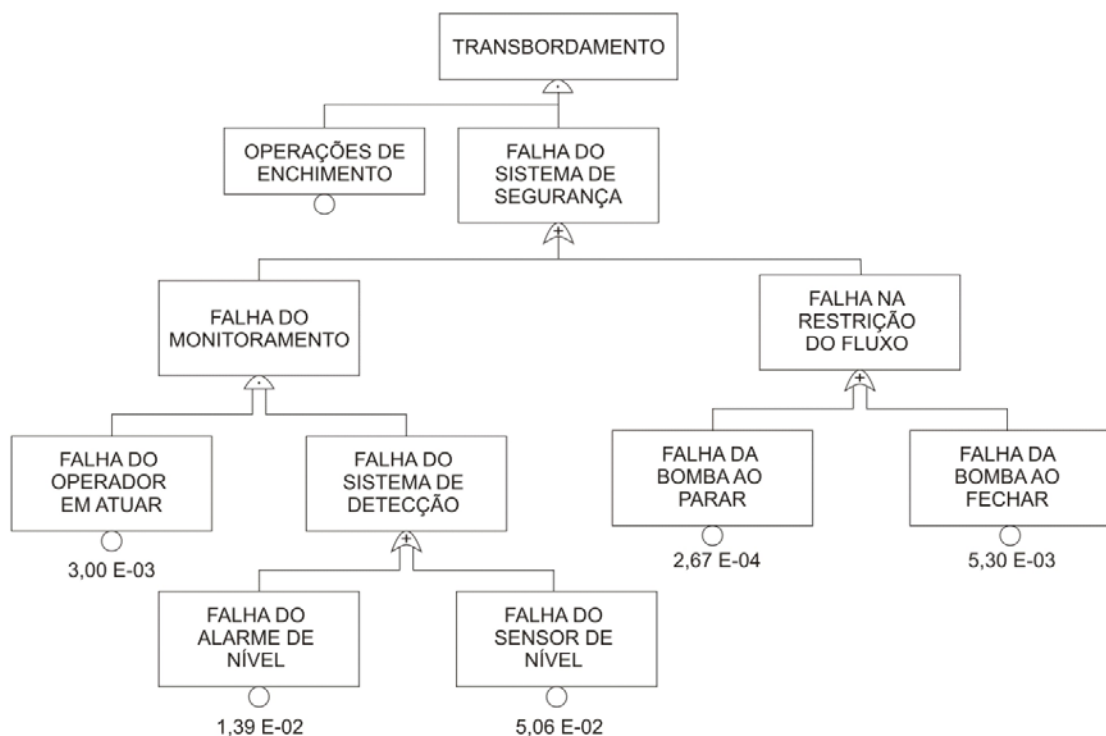 TRANSBORDAMENTO
OPERAÇÕES DE
ENCHIMENTO
FALHA DO
SISTEMA DE
SEGURANÇA
FALHA DO
MONITORAMENTO
FALHA NA
RESTRIÇÃO
DO FLUXO
FALHA DO
OPERADOR
EM ATUAR
3,00 E-03
FALHA DO
SISTEMA DE
DETECÇÃO
FALHA DA
BOMBA AO
PARAR
2,67 E-04
FALHA DA
BOMBA AO
FECHAR
5,30 E-03
FALHA DO
ALARME DE
NÍVEL
1,39 E-02
FALHA DO
SENSOR DE
NÍVEL
5,06 E-02